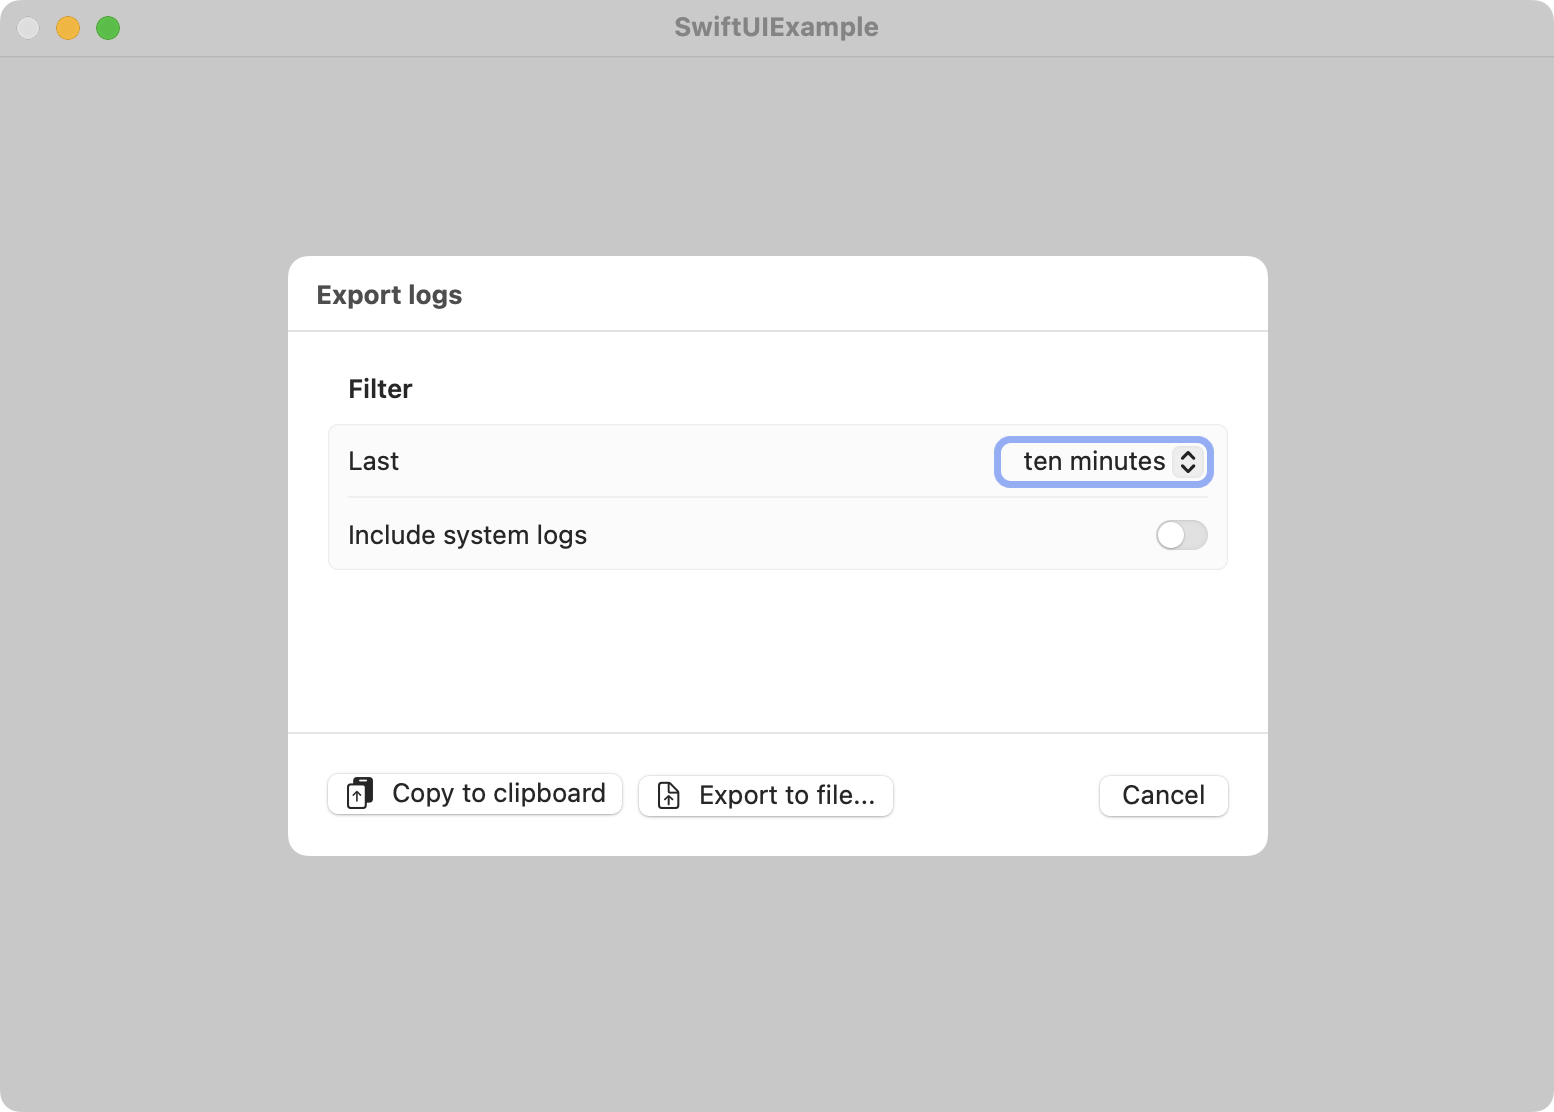 SwiftUIExample
Export logs
Filter
Last ten minutes
Include system logs
Copy to clipboard Export to file... Cancel